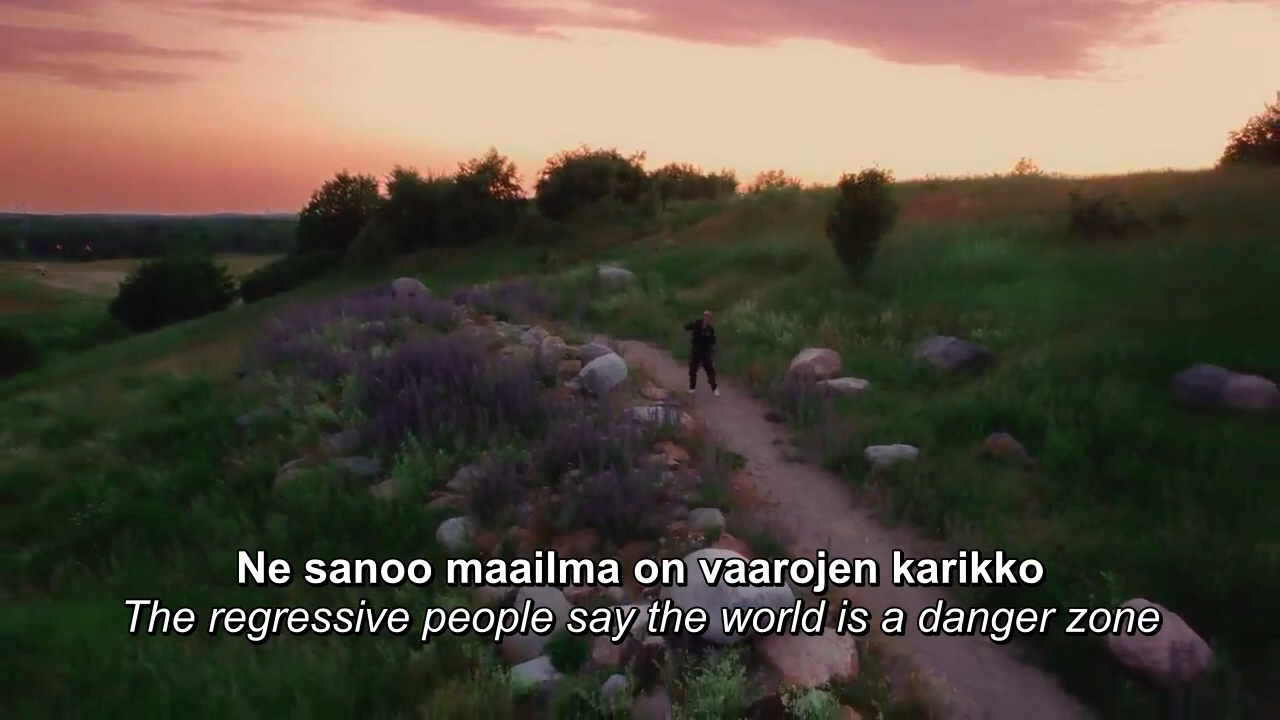 Ne sanoo maailma on vaarojen karikko
The regressive people say the world is a danger zone